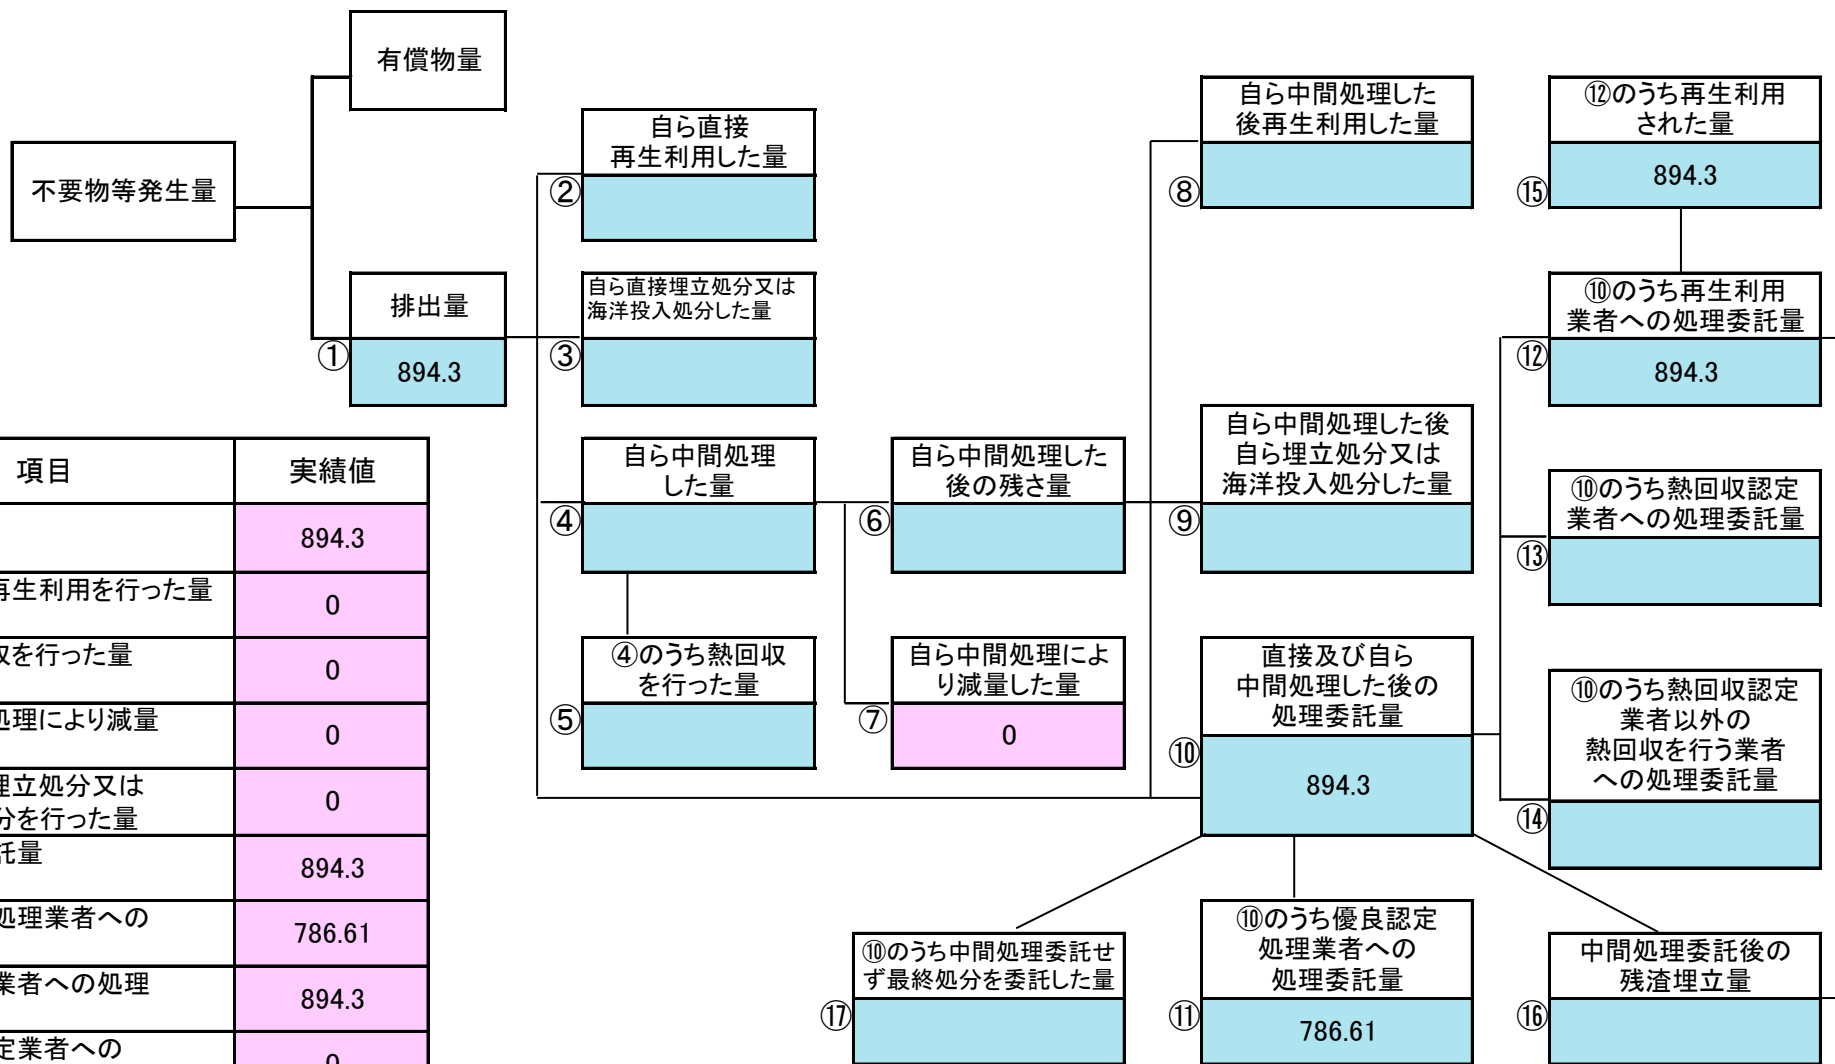 有償物量
不要物等発生量
排出量
①
894.3
自ら直接
再生利用した量
②
自ら直接埋立処分又は
海洋投入処分した量
③
自ら中間処理
した量
④
④のうち熱回収
を行った量
⑤
自ら中間処理した
後の残さ量
⑥
自ら中間処理によ
り減量した量
⑦
0
自ら中間処理した
後再生利用した量
⑧
自ら中間処理した後
自ら埋立処分又は
海洋投入処分した量
⑨
直接及び自ら
中間処理した後の
処理委託量
⑩
894.3
⑩のうち優良認定
処理業者への
処理委託量
⑪
786.61
⑫のうち再生利用
された量
⑮
894.3
⑩のうち再生利用
業者への処理委託量
⑫
894.3
⑩のうち熱回収認定
業者への処理委託量
⑬
⑩のうち熱回収認定
業者以外の
熱回収を行う業者
への処理委託量
⑭
中間処理委託後の
残渣埋立量
⑯
⑩のうち中間処理委託せ
ず最終処分を委託した量
⑰
項目
実績値
894.3
再生利用を行った量
0
収を行った量
0
処理により減量
0
埋立処分又は
分を行った量
0
託量
894.3
処理業者への
786.61
業者への処理
894.3
定業者への
0